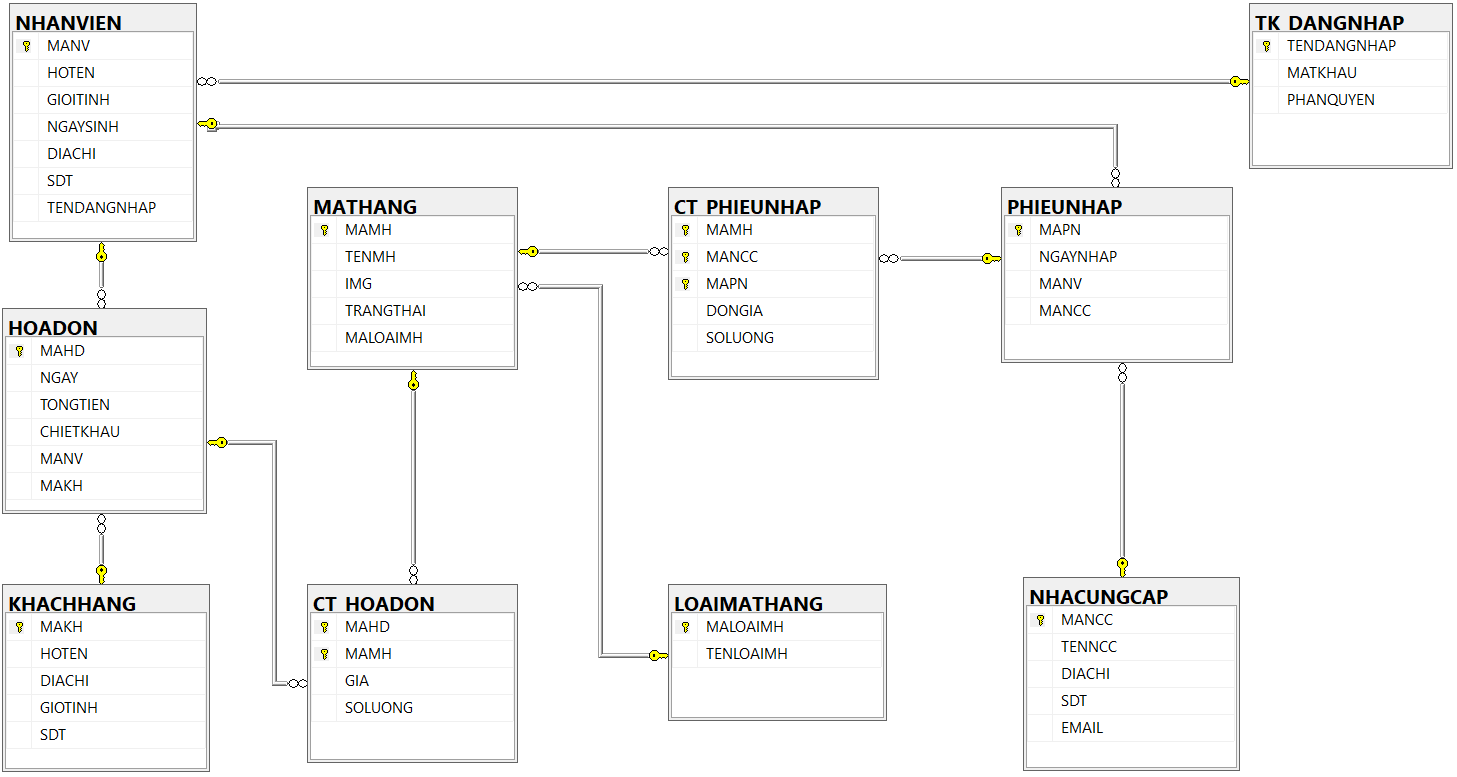 NHANVIEN
MANV
HOTEN
GIOITINH
NGAYSINH
DIACHI
SDT
TENDANGNHAP
TK_DANGNHAP
TENDANGNHAP
MATKHAU
PHANQUYEN
MATHANG
MAMH
TENMH
IMG
TRANGTHAI
MALOAIMH
CT_PHIEUNHAP
MAMH
MANCC
MAPN
DONGIA
SOLUONG
PHIEUNHAP
MAPN
NGAYNHAP
MANV
MANCC
HOADON
MAHD
NGAY
TONGTIEN
CHIETKHAU
MANV
MAKH
KHACHHANG
MAKH
HOTEN
DIACHI
GIOTINH
SDT
CT_HOADON
MAHD
MAMH
GIA
SOLUONG
LOAIMATHANG
MALOAIMH
TENLOAIMH
NHACUNGCAP
MANCC
TENNCC
DIACHI
SDT
EMAIL